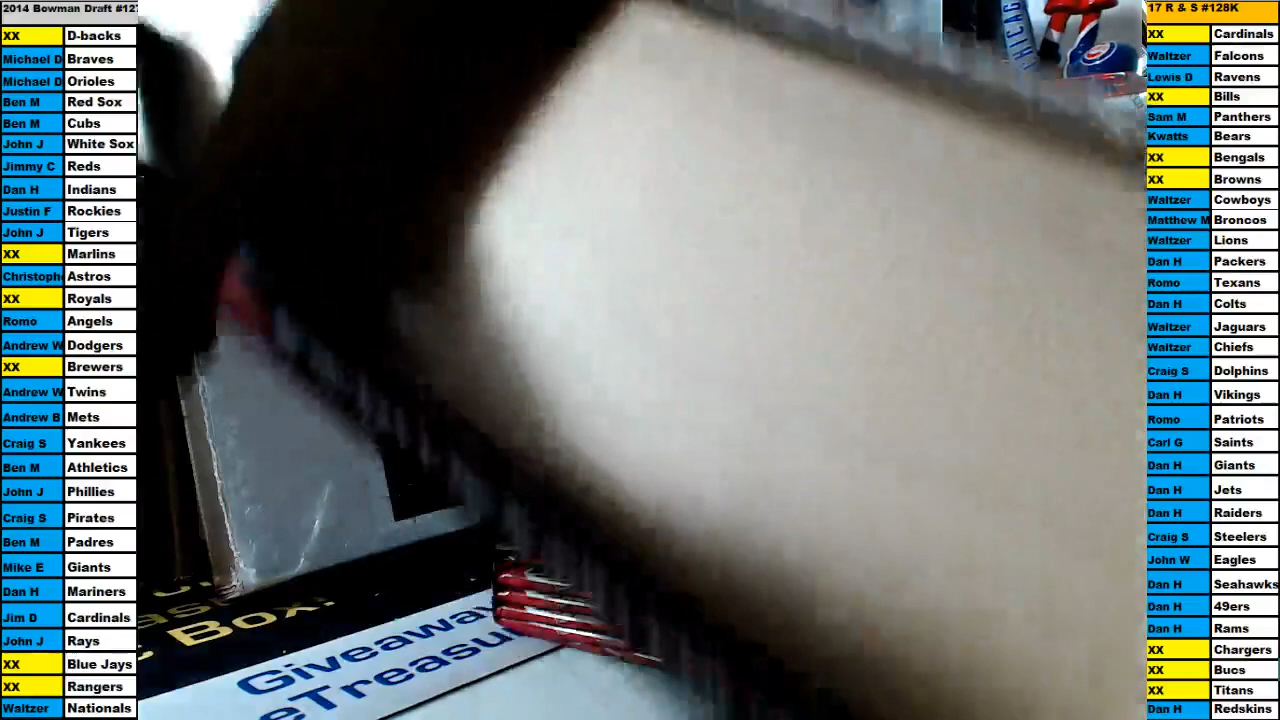 2014 Bowman Draft #127
XX D-backs
Michael D Braves
Michael D Orioles
Ben M Red Sox
Ben M Cubs
John J White Sox
Jimmy C Reds
Dan H Indians
Justin F Rockies
John J Tigers
XX Marlins
Christoph Astros
XX Royals
Romo Angels
Andrew W Dodgers
XX Brewers
Andrew W Twins
Andrew B Mets
Craig S Yankees
Ben M Athletics
John J Phillies
Craig S Pirates
Ben M Padres
Mike E Giants
Dan H Mariners
Jim D Cardinals
John J Rays
XX Blue Jays
XX Rangers
Waltzer Nationals
Box!
Giveaway
eTreasu
CHICAG
17 R & S #128K
XX Cardinals
Waltzer Falcons
Lewis D Ravens
XX Bills
Sam M Panthers
Kwatts Bears
XX Bengals
XX Browns
Waltzer Cowboys
Matthew M Broncos
Waltzer Lions
Dan H Packers
Romo Texans
Dan H Colts
Waltzer Jaguars
Waltzer Chiefs
Craig S Dolphins
Dan H Vikings
Romo Patriots
Carl G Saints
Dan H Giants
Dan H Jets
Dan H Raiders
Craig S Steelers
John W Eagles
Dan H Seahawks
Dan H 49ers
Dan H Rams
XX Chargers
XX Bucs
XX Titans
Dan H Redskins